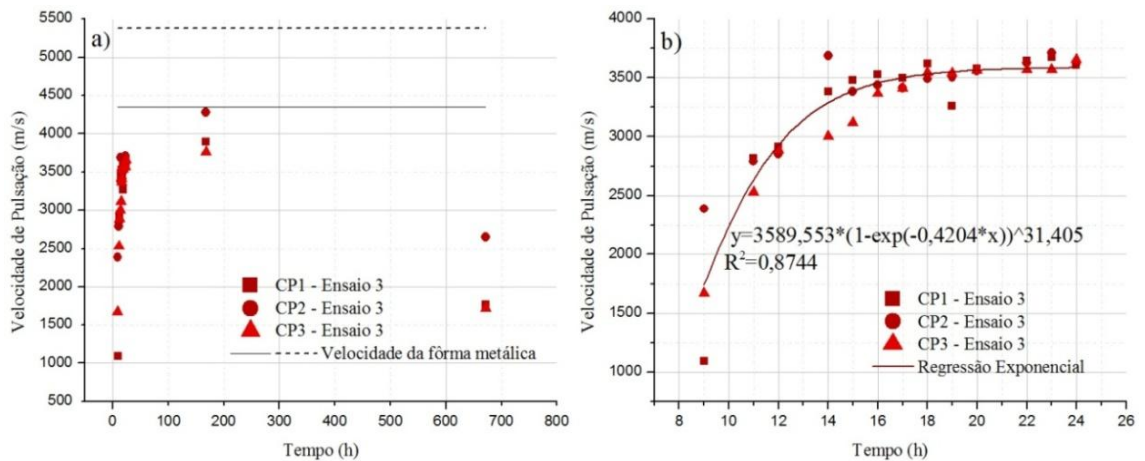 a)
5500
5000
4500
4000
3500
3000
2500
2000
1500
1000
500
Velocidade de Pulsação (m/s)
CP1 - Ensaio 3
CP2 - Ensaio 3
CP3 - Ensaio 3
Velocidade da fôrma metálica
0 100 200 300 400 500 600 700 800
Tempo (h)
b)
4000
3500
3000
2500
2000
1500
1000
Velocidade de Pulsação (m/s)
y=3589,553*(1-exp(-0,4204*x))^31,405
R²=0,8744
CP1 - Ensaio 3
CP2 - Ensaio 3
CP3 - Ensaio 3
Regressão Exponencial
8 10 12 14 16 18 20 22 24 26
Tempo (h)